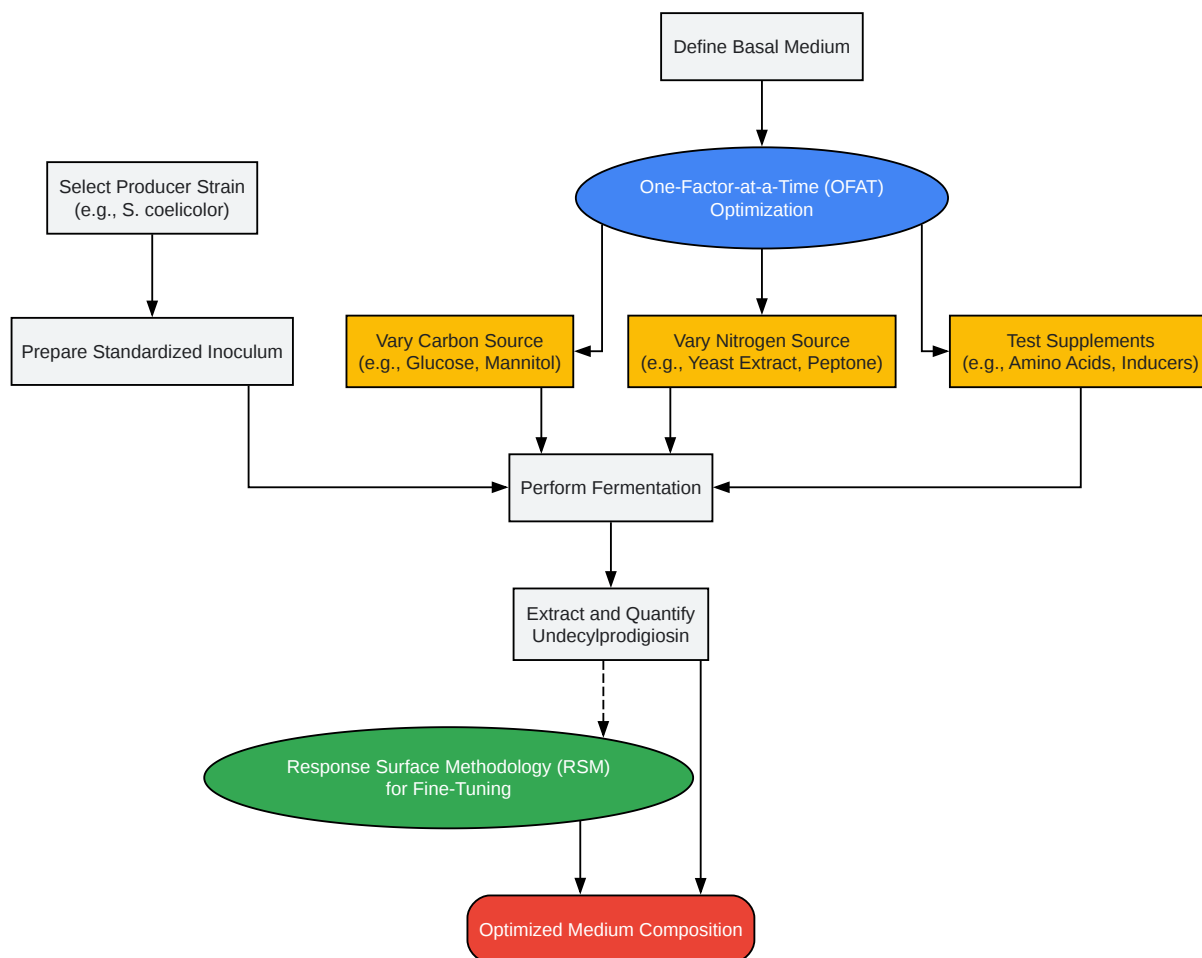 Define Basal Medium
Select Producer Strain
(e.g., S. coelicolor)
One-Factor-at-a-Time (OFAT)
Optimization
Prepare Standardized Inoculum
Vary Carbon Source
(e.g., Glucose, Mannitol)
Vary Nitrogen Source
(e.g., Yeast Extract, Peptone)
Test Supplements
(e.g., Amino Acids, Inducers)
Perform Fermentation
Extract and Quantify
Undecylprodigiosin
Response Surface Methodology (RSM)
for Fine-Tuning
Optimized Medium Composition